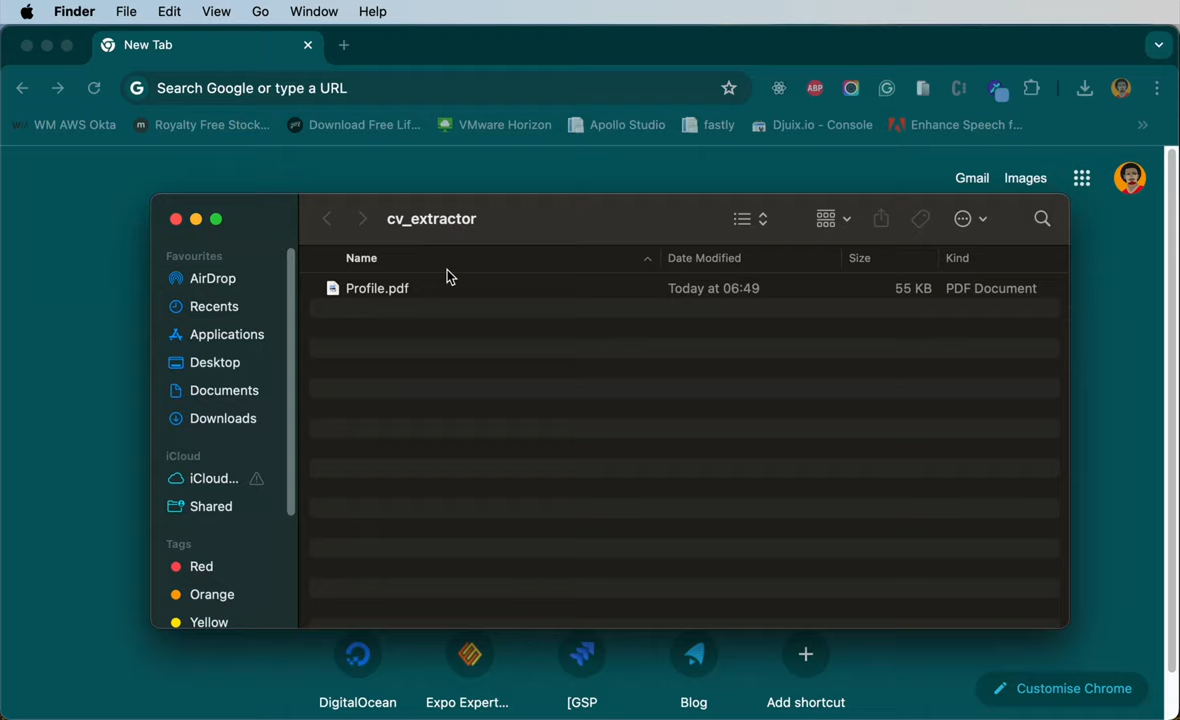 Finder File Edit View Go Window Help
New Tab
Search Google or type a URL
ABP
WM WM AWS Okta m Royalty Free Stock... Download Free Lif... VMware Horizon Apollo Studio fastly Djuix.io - Console Enhance Speech f... »
Gmail Images
cv_extractor
Favourites
Name Date Modified Size Kind
AirDrop
Profile.pdf Today at 06:49 55 KB PDF Document
Recents
Applications
Desktop
Documents
Downloads
iCloud
iCloud...
Shared
Tags
Red
Orange
Yellow
DigitalOcean Expo Expert... [GSP Blog Add shortcut
Customise Chrome